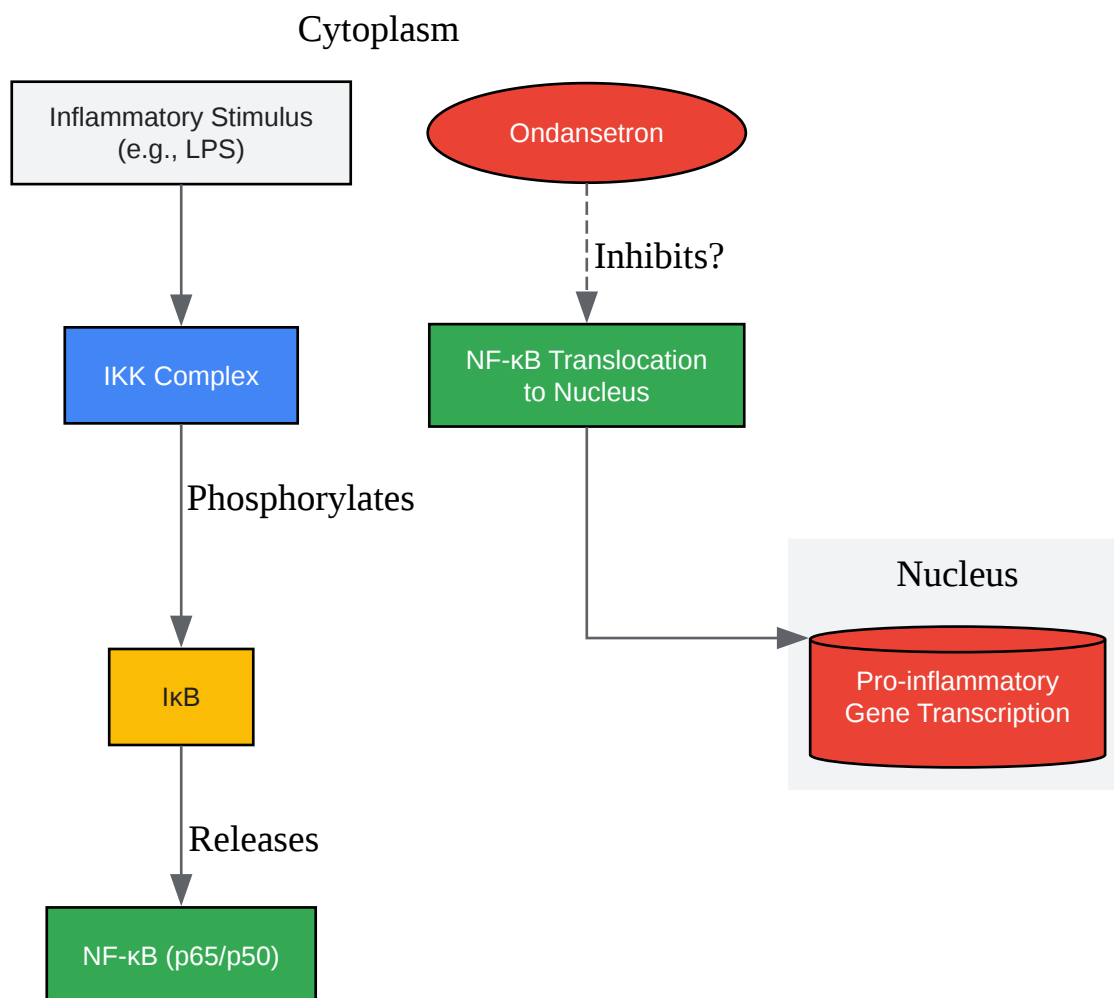 Cytoplasm
Inflammatory Stimulus
(e.g., LPS)
Ondansetron
Inhibits?
IKK Complex
NF-κB Translocation
to Nucleus
Phosphorylates
Nucleus
IκB
Pro-inflammatory
Gene Transcription
Releases
NF-κB (p65/p50)